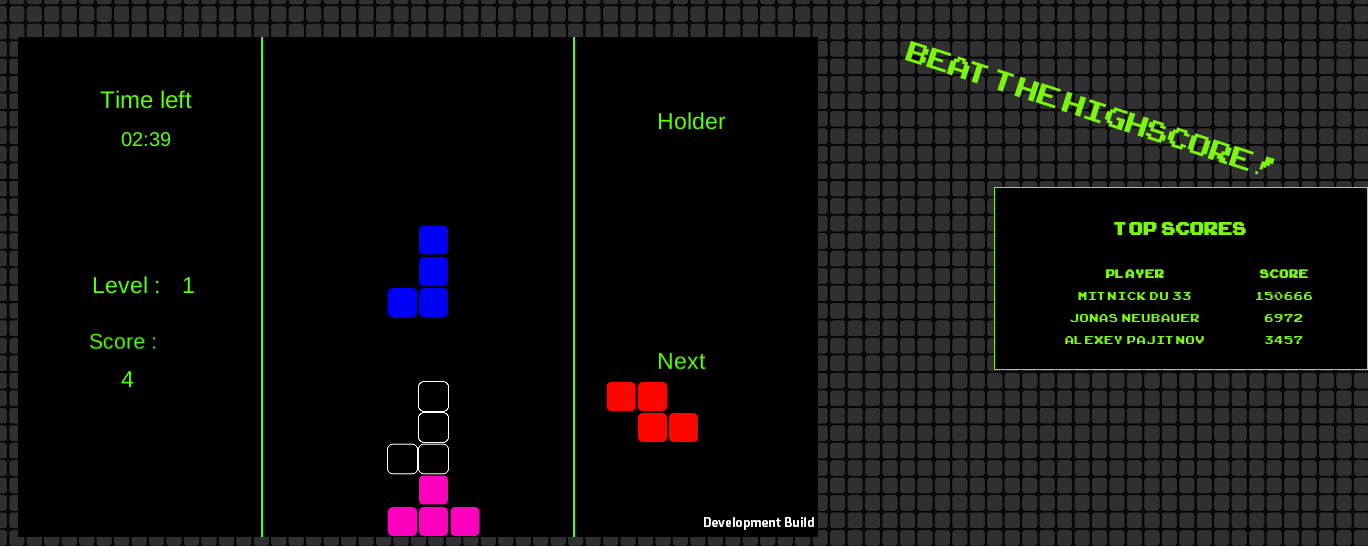 Time left
02:39
Level : 1
Score :
4
Holder
Next
Development Build
BEAT THE HIGHSCORE !
TOP SCORES
PLAYER SCORE
MITNICK DU 33 150666
JONAS NEUBAUER 6972
ALEXEY PAJITNOV 3457